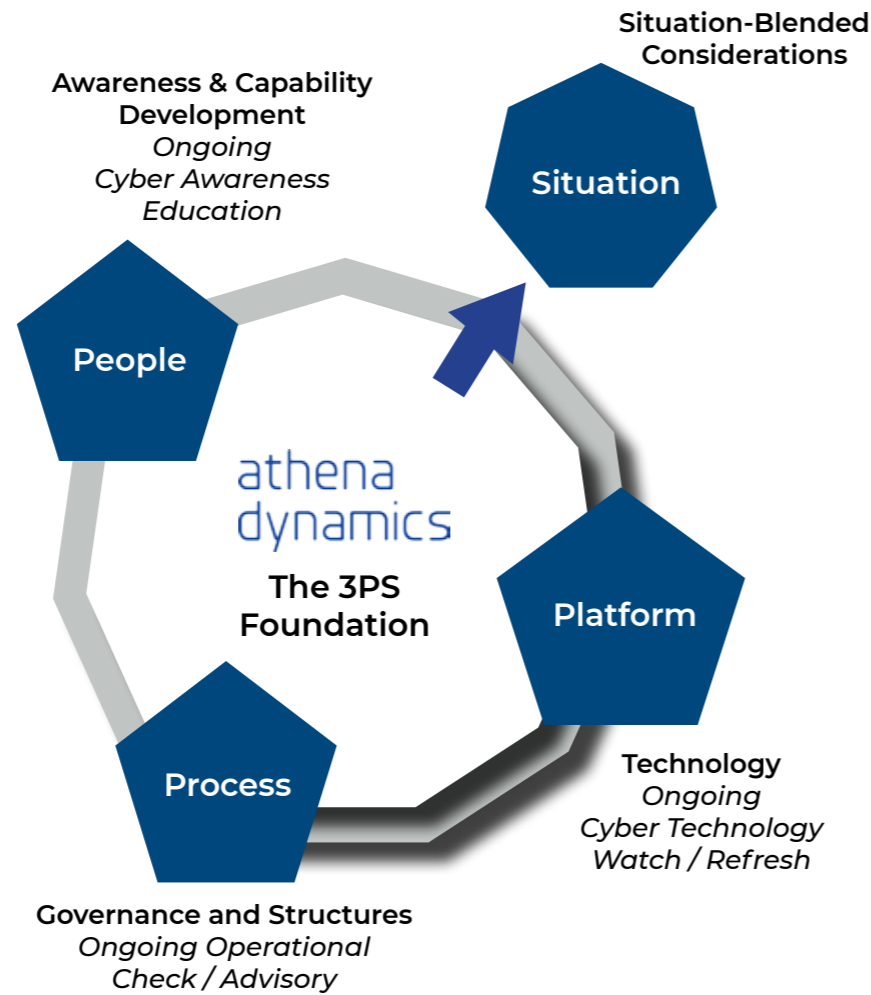 Situation-Blended
Considerations
Situation
Awareness & Capability
Development
Ongoing
Cyber Awareness
Education
People
athena
dynamics
The 3PS
Foundation
Platform
Technology
Ongoing
Cyber Technology
Watch / Refresh
Process
Governance and Structures
Ongoing Operational
Check / Advisory